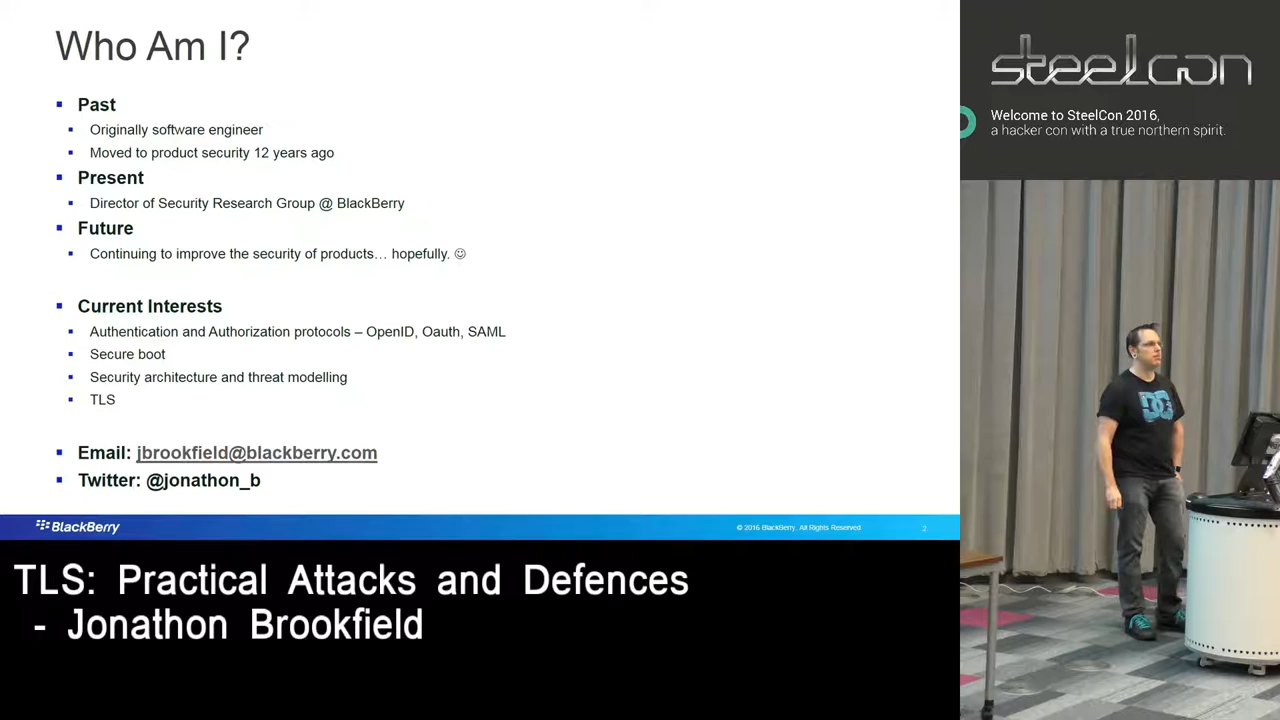 Who Am I?
Past
Originally software engineer
Moved to product security 12 years ago
Present
Director of Security Research Group @ BlackBerry
Future
Continuing to improve the security of products… hopefully. ☺
Current Interests
Authentication and Authorization protocols – OpenID, Oauth, SAML
Secure boot
Security architecture and threat modelling
TLS
Email: jbrookfield@blackberry.com
Twitter: @jonathon_b
BlackBerry
© 2016 BlackBerry. All Rights Reserved
2
steelcon
Welcome to SteelCon 2016,
a hacker con with a true northern spirit.
DC
TLS: Practical Attacks and Defences
- Jonathon Brookfield